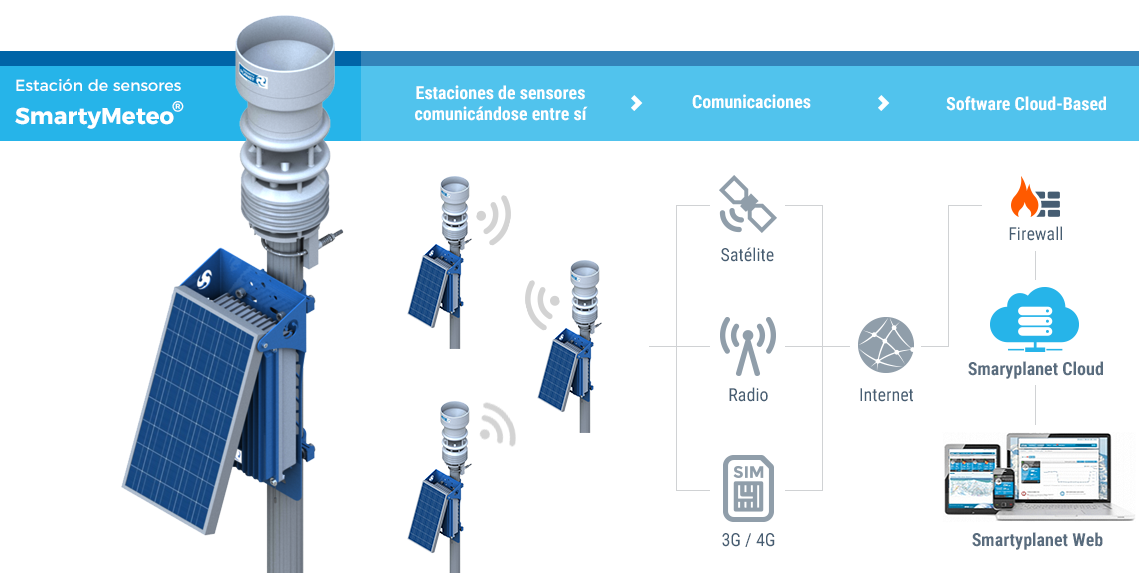 Estación de sensores
SmartyMeteo®
Estaciones de sensores
comunicándose entre sí
Comunicaciones
Software Cloud-Based
Satélite
Radio
SIM
3G / 4G
Internet
Firewall
Smaryplanet Cloud
Smartyplanet Web